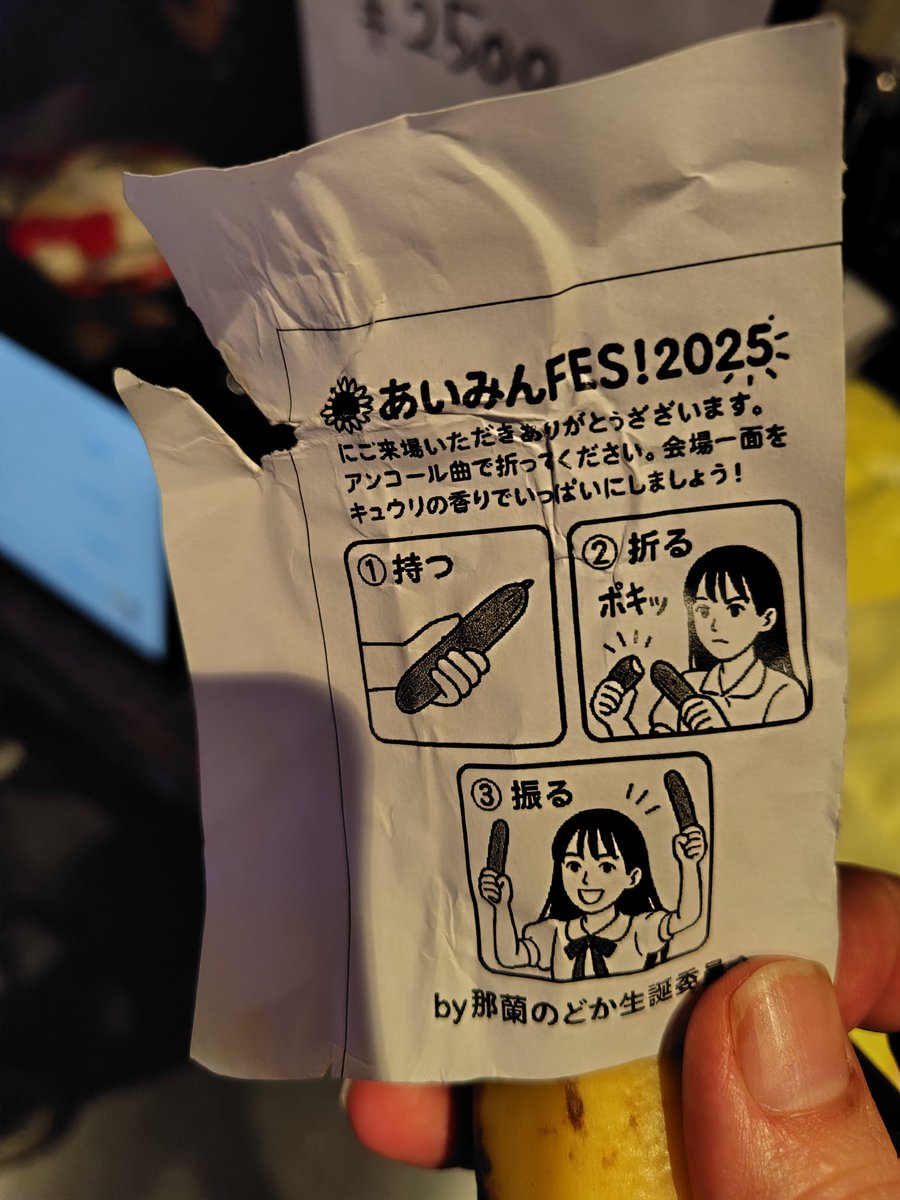 ¥2500
あいみんFES!2025
にご来場いただきありがとうございます。
アンコール曲で折ってください。会場一面を
キュウリの香りでいっぱいにしましょう!
①持つ
②折る
ポキッ
③振る
by那蘭のどか生誕委員